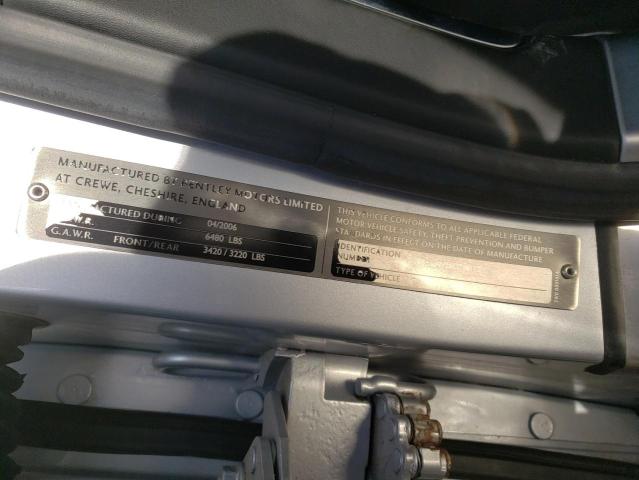 MANUFACTURED BY BENTLEY MOTORS LIMITED
AT CREWE, CHESHIRE, ENGLAND
MANUFACTURED DURING 04/2006
6480 LBS
G.A.W.R. FRONT/REAR 3420 / 3220 LBS
THIS VEHICLE CONFORMS TO ALL APPLICABLE FEDERAL
MOTOR VEHICLE SAFETY, THEFT PREVENTION AND BUMPER
STANDARDS IN EFFECT ON THE DATE OF MANUFACTURE
IDENTIFICATION
NUMBER
TYPE OF VEHICLE